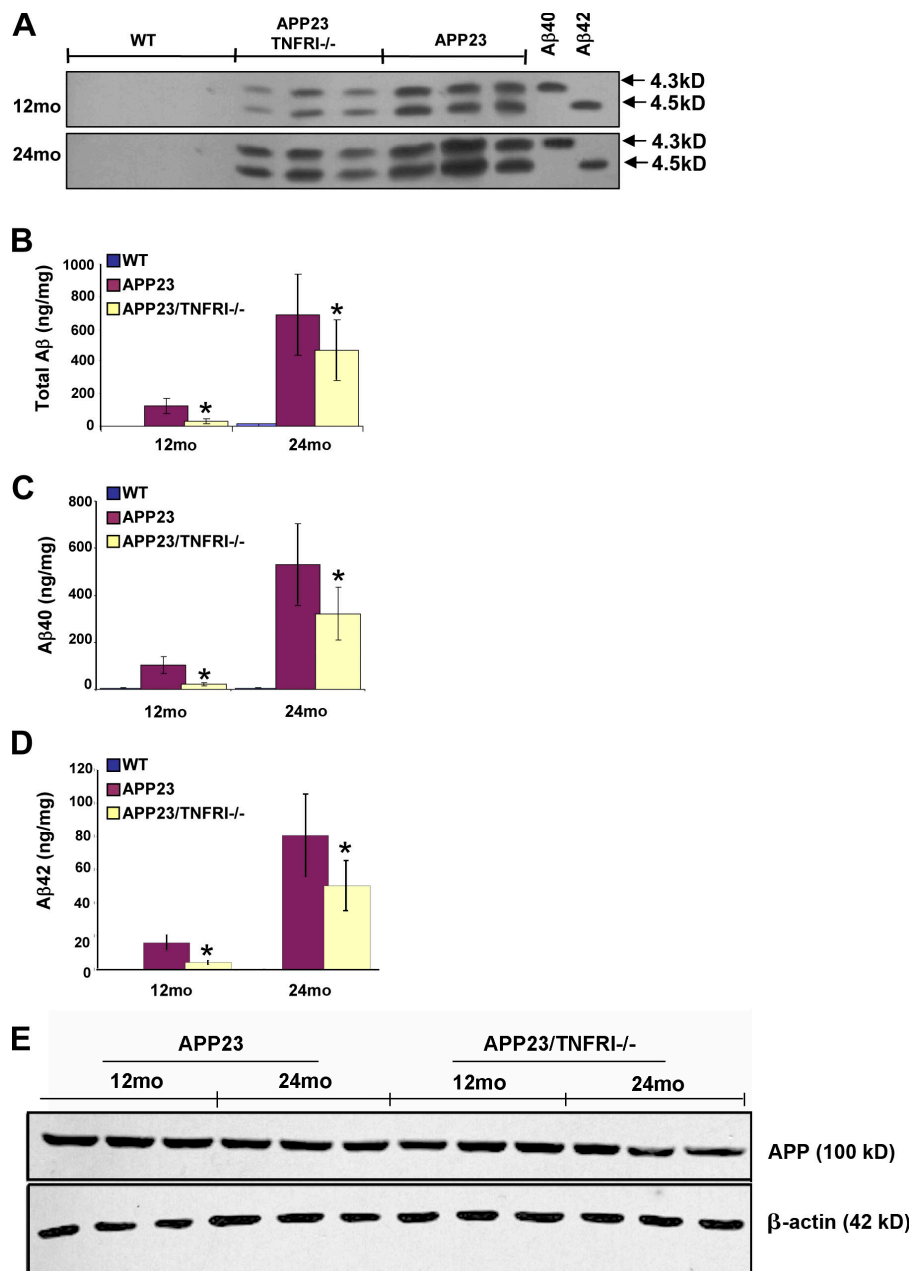 A
WT
APP23
TNFRI-/-
APP23
Aβ40
Aβ42
12mo
4.3kD
4.5kD
24mo
4.3kD
4.5kD
B
WT
APP23
APP23/TNFRI-/-
Total Aβ (ng/mg)
1000
800
600
400
200
0
*
*
12mo
24mo
C
WT
APP23
APP23/TNFRI-/-
Aβ40 (ng/mg)
800
600
400
200
0
*
*
12mo
24mo
D
WT
APP23
APP23/TNFRI-/-
Aβ42 (ng/mg)
120
100
80
60
40
20
0
*
*
12mo
24mo
E
APP23
APP23/TNFRI-/-
12mo
24mo
12mo
24mo
APP (100 kD)
β-actin (42 kD)